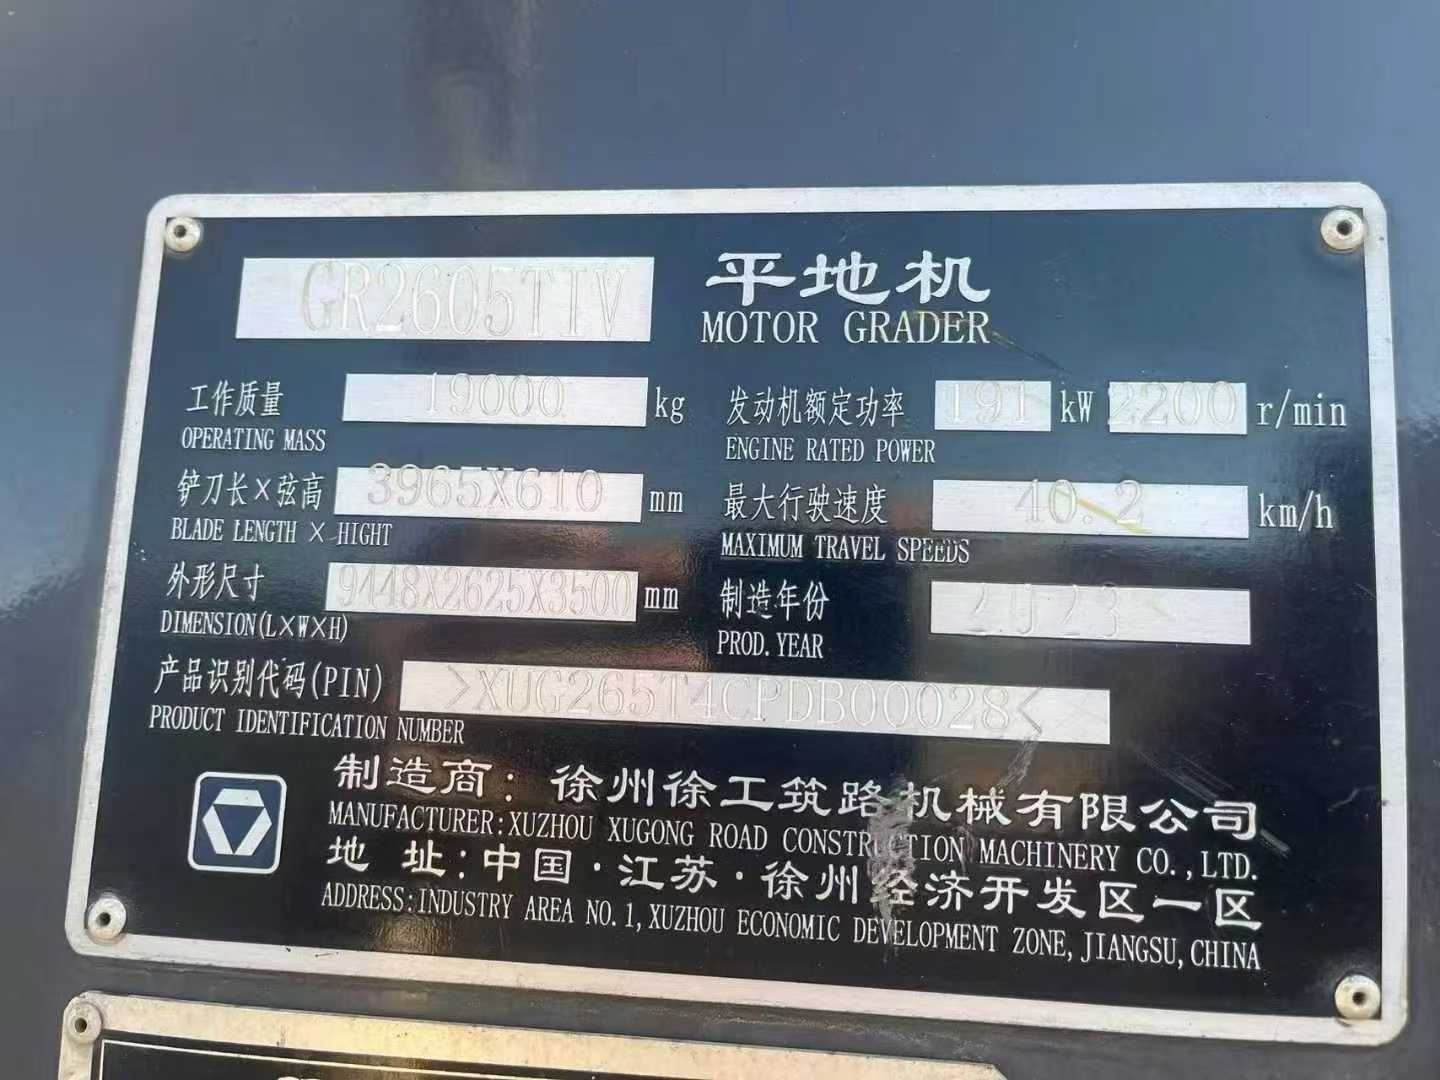 GR2605TIV 平地机
MOTOR GRADER
工作质量 19000 kg 发动机额定功率 191 kW 2200 r/min
OPERATING MASS ENGINE RATED POWER
铲刀长×弦高 3965X610 mm 最大行驶速度 40.2 km/h
BLADE LENGTH × HIGHT MAXIMUM TRAVEL SPEEDS
外形尺寸 9448X2625X3500 mm 制造年份 2023
DIMENSION(L×W×H) PROD. YEAR
产品识别代码(PIN) >XUG265T4CPDB00028<
PRODUCT IDENTIFICATION NUMBER
制造商：徐州徐工筑路机械有限公司
MANUFACTURER:XUZHOU XUGONG ROAD CONSTRUCTION MACHINERY CO.,LTD.
地 址：中国·江苏·徐州经济开发区一区
ADDRESS:INDUSTRY AREA NO.1,XUZHOU ECONOMIC DEVELOPMENT ZONE,JIANGSU,CHINA